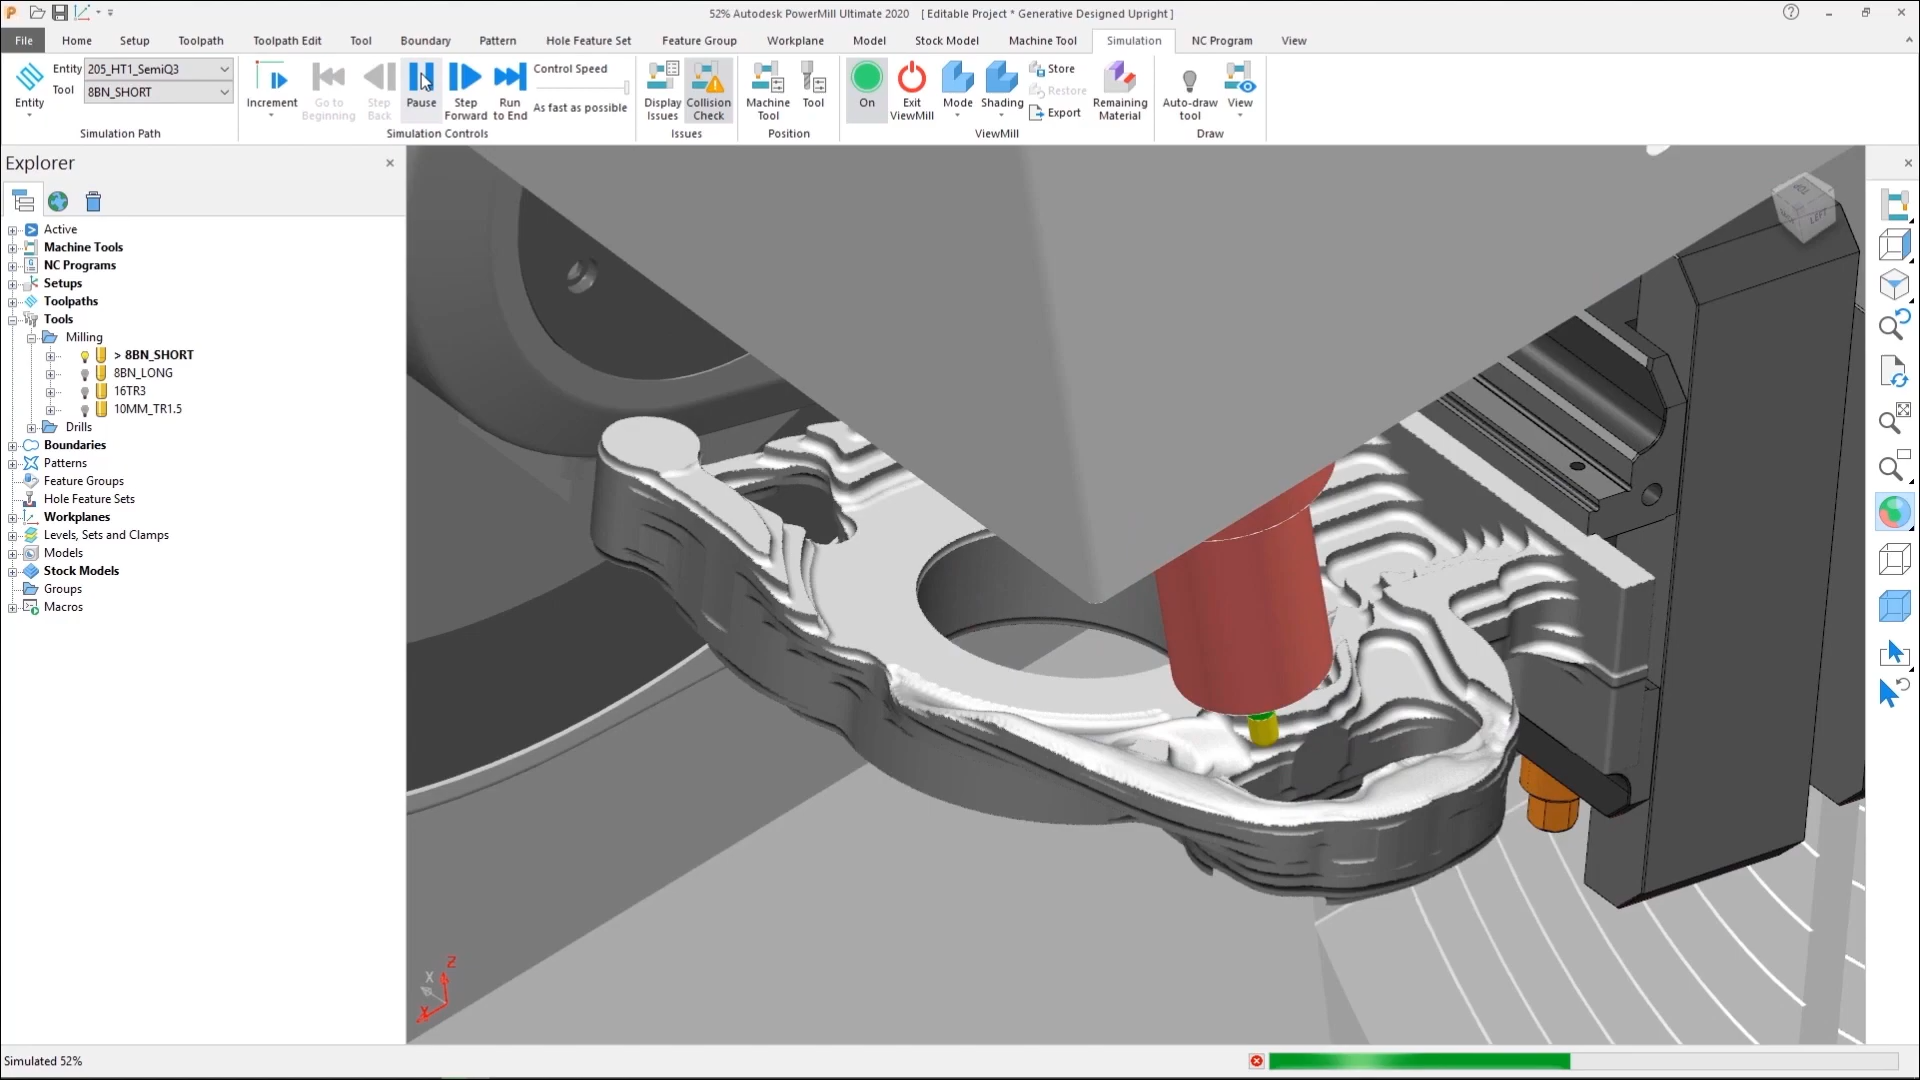 52% Autodesk PowerMill Ultimate 2020 [ Editable Project * Generative Designed Upright ]
File Home Setup Toolpath Toolpath Edit Tool Boundary Pattern Hole Feature Set Feature Group Workplane Model Stock Model Machine Tool Simulation NC Program View
Entity 205_HT1_SemiQ3
Tool 8BN_SHORT
Entity
Simulation Path
Increment
Go to Beginning
Step Back
Pause
Step Forward
Run to End
Control Speed
As fast as possible
Simulation Controls
Display Issues
Collision Check
Issues
Machine Tool
Tool
Position
On
Exit ViewMill
Mode
Shading
Store
Restore
Export
Remaining Material
ViewMill
Auto-draw tool
View
Draw
Explorer
Active
Machine Tools
NC Programs
Setups
Toolpaths
Tools
Milling
> 8BN_SHORT
8BN_LONG
16TR3
10MM_TR1.5
Drills
Boundaries
Patterns
Feature Groups
Hole Feature Sets
Workplanes
Levels, Sets and Clamps
Models
Stock Models
Groups
Macros
TOP
LEFT
Z
X
Y
Simulated 52%